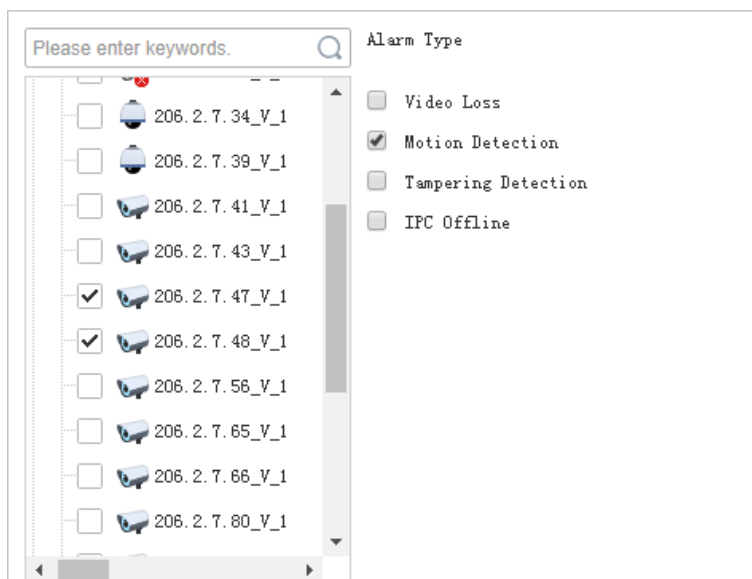 Please enter keywords.
206.2.7.34_V_1
206.2.7.39_V_1
206.2.7.41_V_1
206.2.7.43_V_1
206.2.7.47_V_1
206.2.7.48_V_1
206.2.7.56_V_1
206.2.7.65_V_1
206.2.7.66_V_1
206.2.7.80_V_1
Alarm Type
Video Loss
Motion Detection
Tampering Detection
IPC Offline